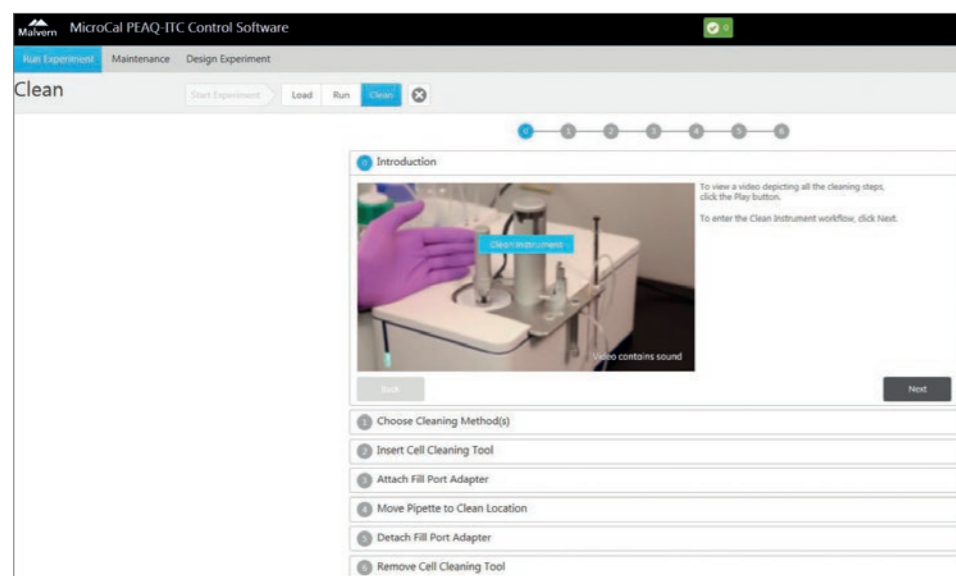 Malvern MicroCal PEAQ-ITC Control Software
0
Run Experiment Maintenance Design Experiment
Clean
Start Experiment Load Run Clean
0 1 2 3 4 5 6
0 Introduction
To view a video depicting all the cleaning steps,
click the Play button.
To enter the Clean Instrument workflow, click Next.
Clean Instrument
Video contains sound
Back Next
1 Choose Cleaning Method(s)
2 Insert Cell Cleaning Tool
3 Attach Fill Port Adapter
4 Move Pipette to Clean Location
5 Detach Fill Port Adapter
6 Remove Cell Cleaning Tool